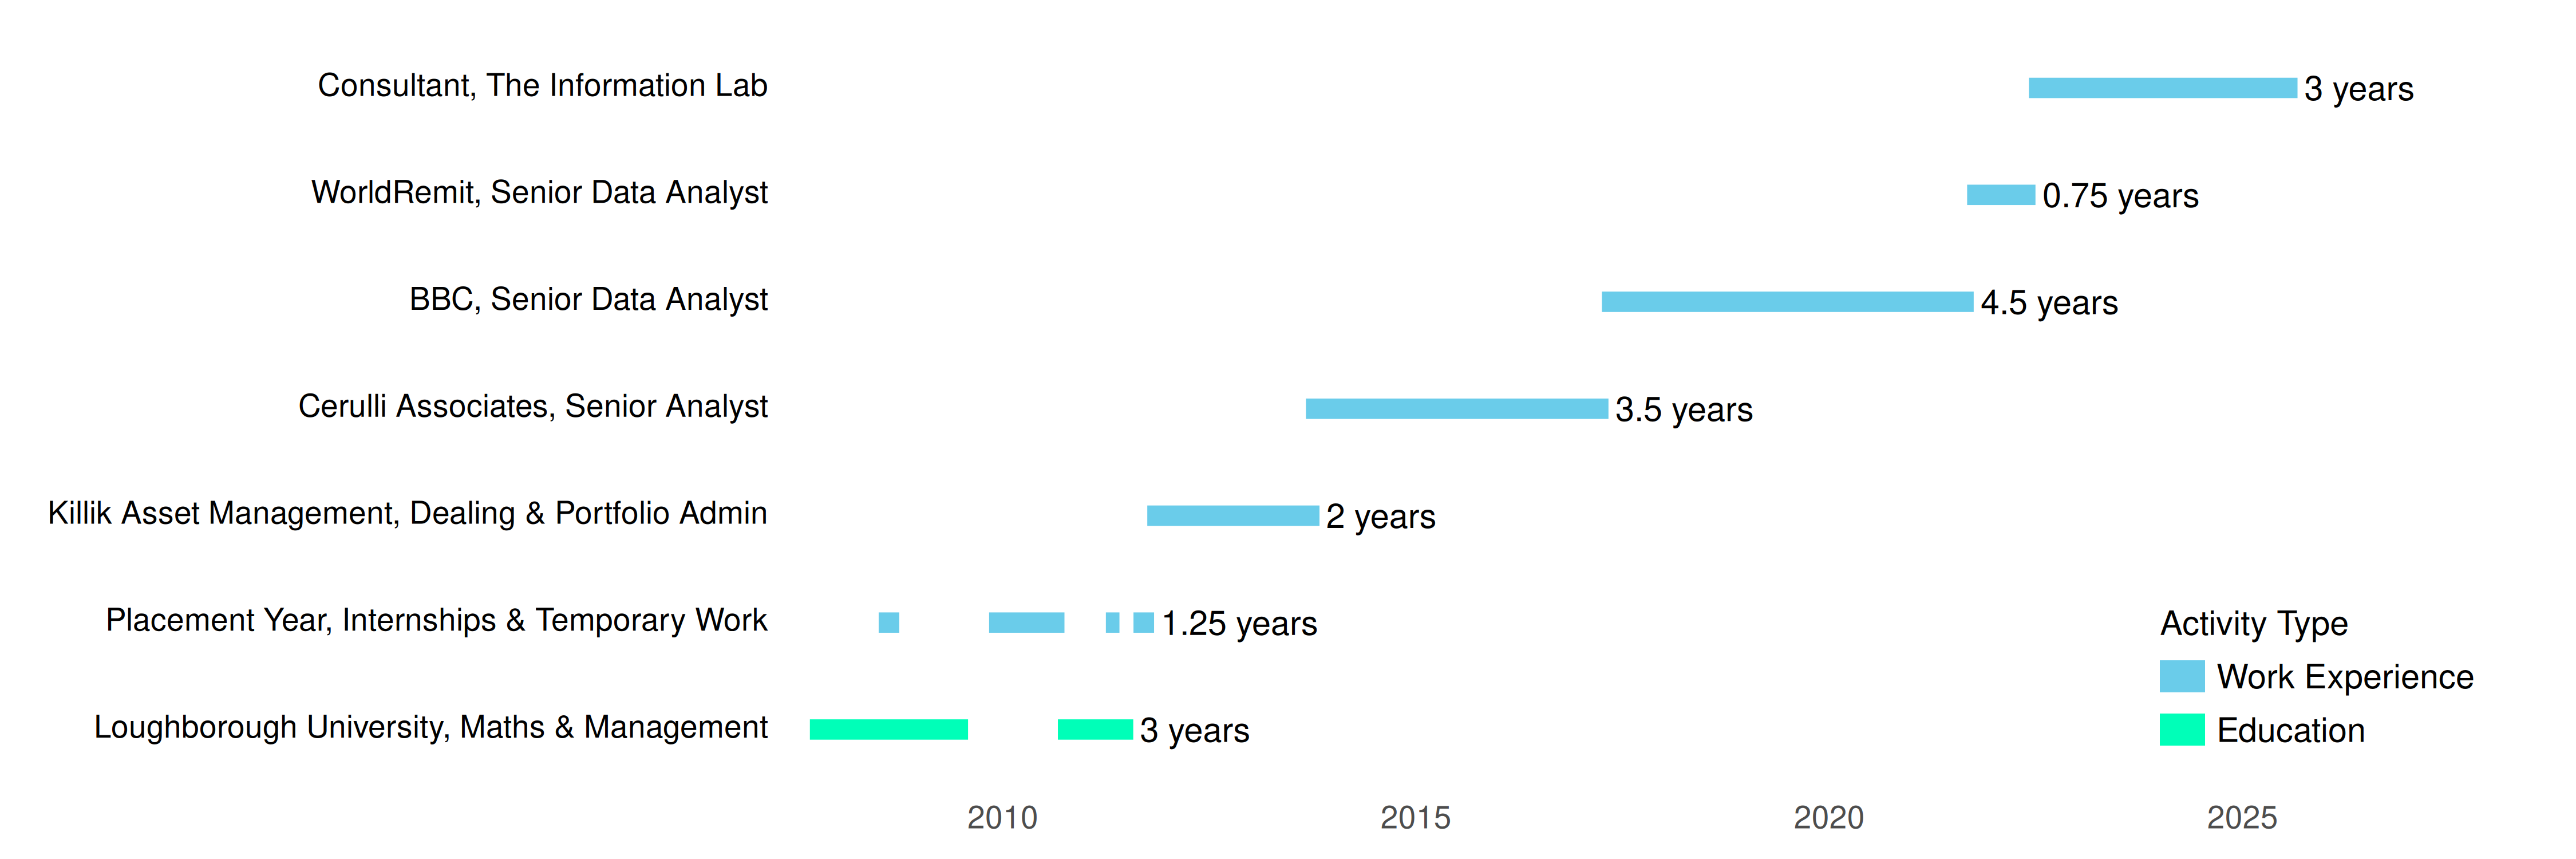 Consultant, The Information Lab
3 years
WorldRemit, Senior Data Analyst
0.75 years
BBC, Senior Data Analyst
4.5 years
Cerulli Associates, Senior Analyst
3.5 years
Killik Asset Management, Dealing & Portfolio Admin
2 years
Placement Year, Internships & Temporary Work
1.25 years
Loughborough University, Maths & Management
3 years
Activity Type
Work Experience
Education
2010
2015
2020
2025